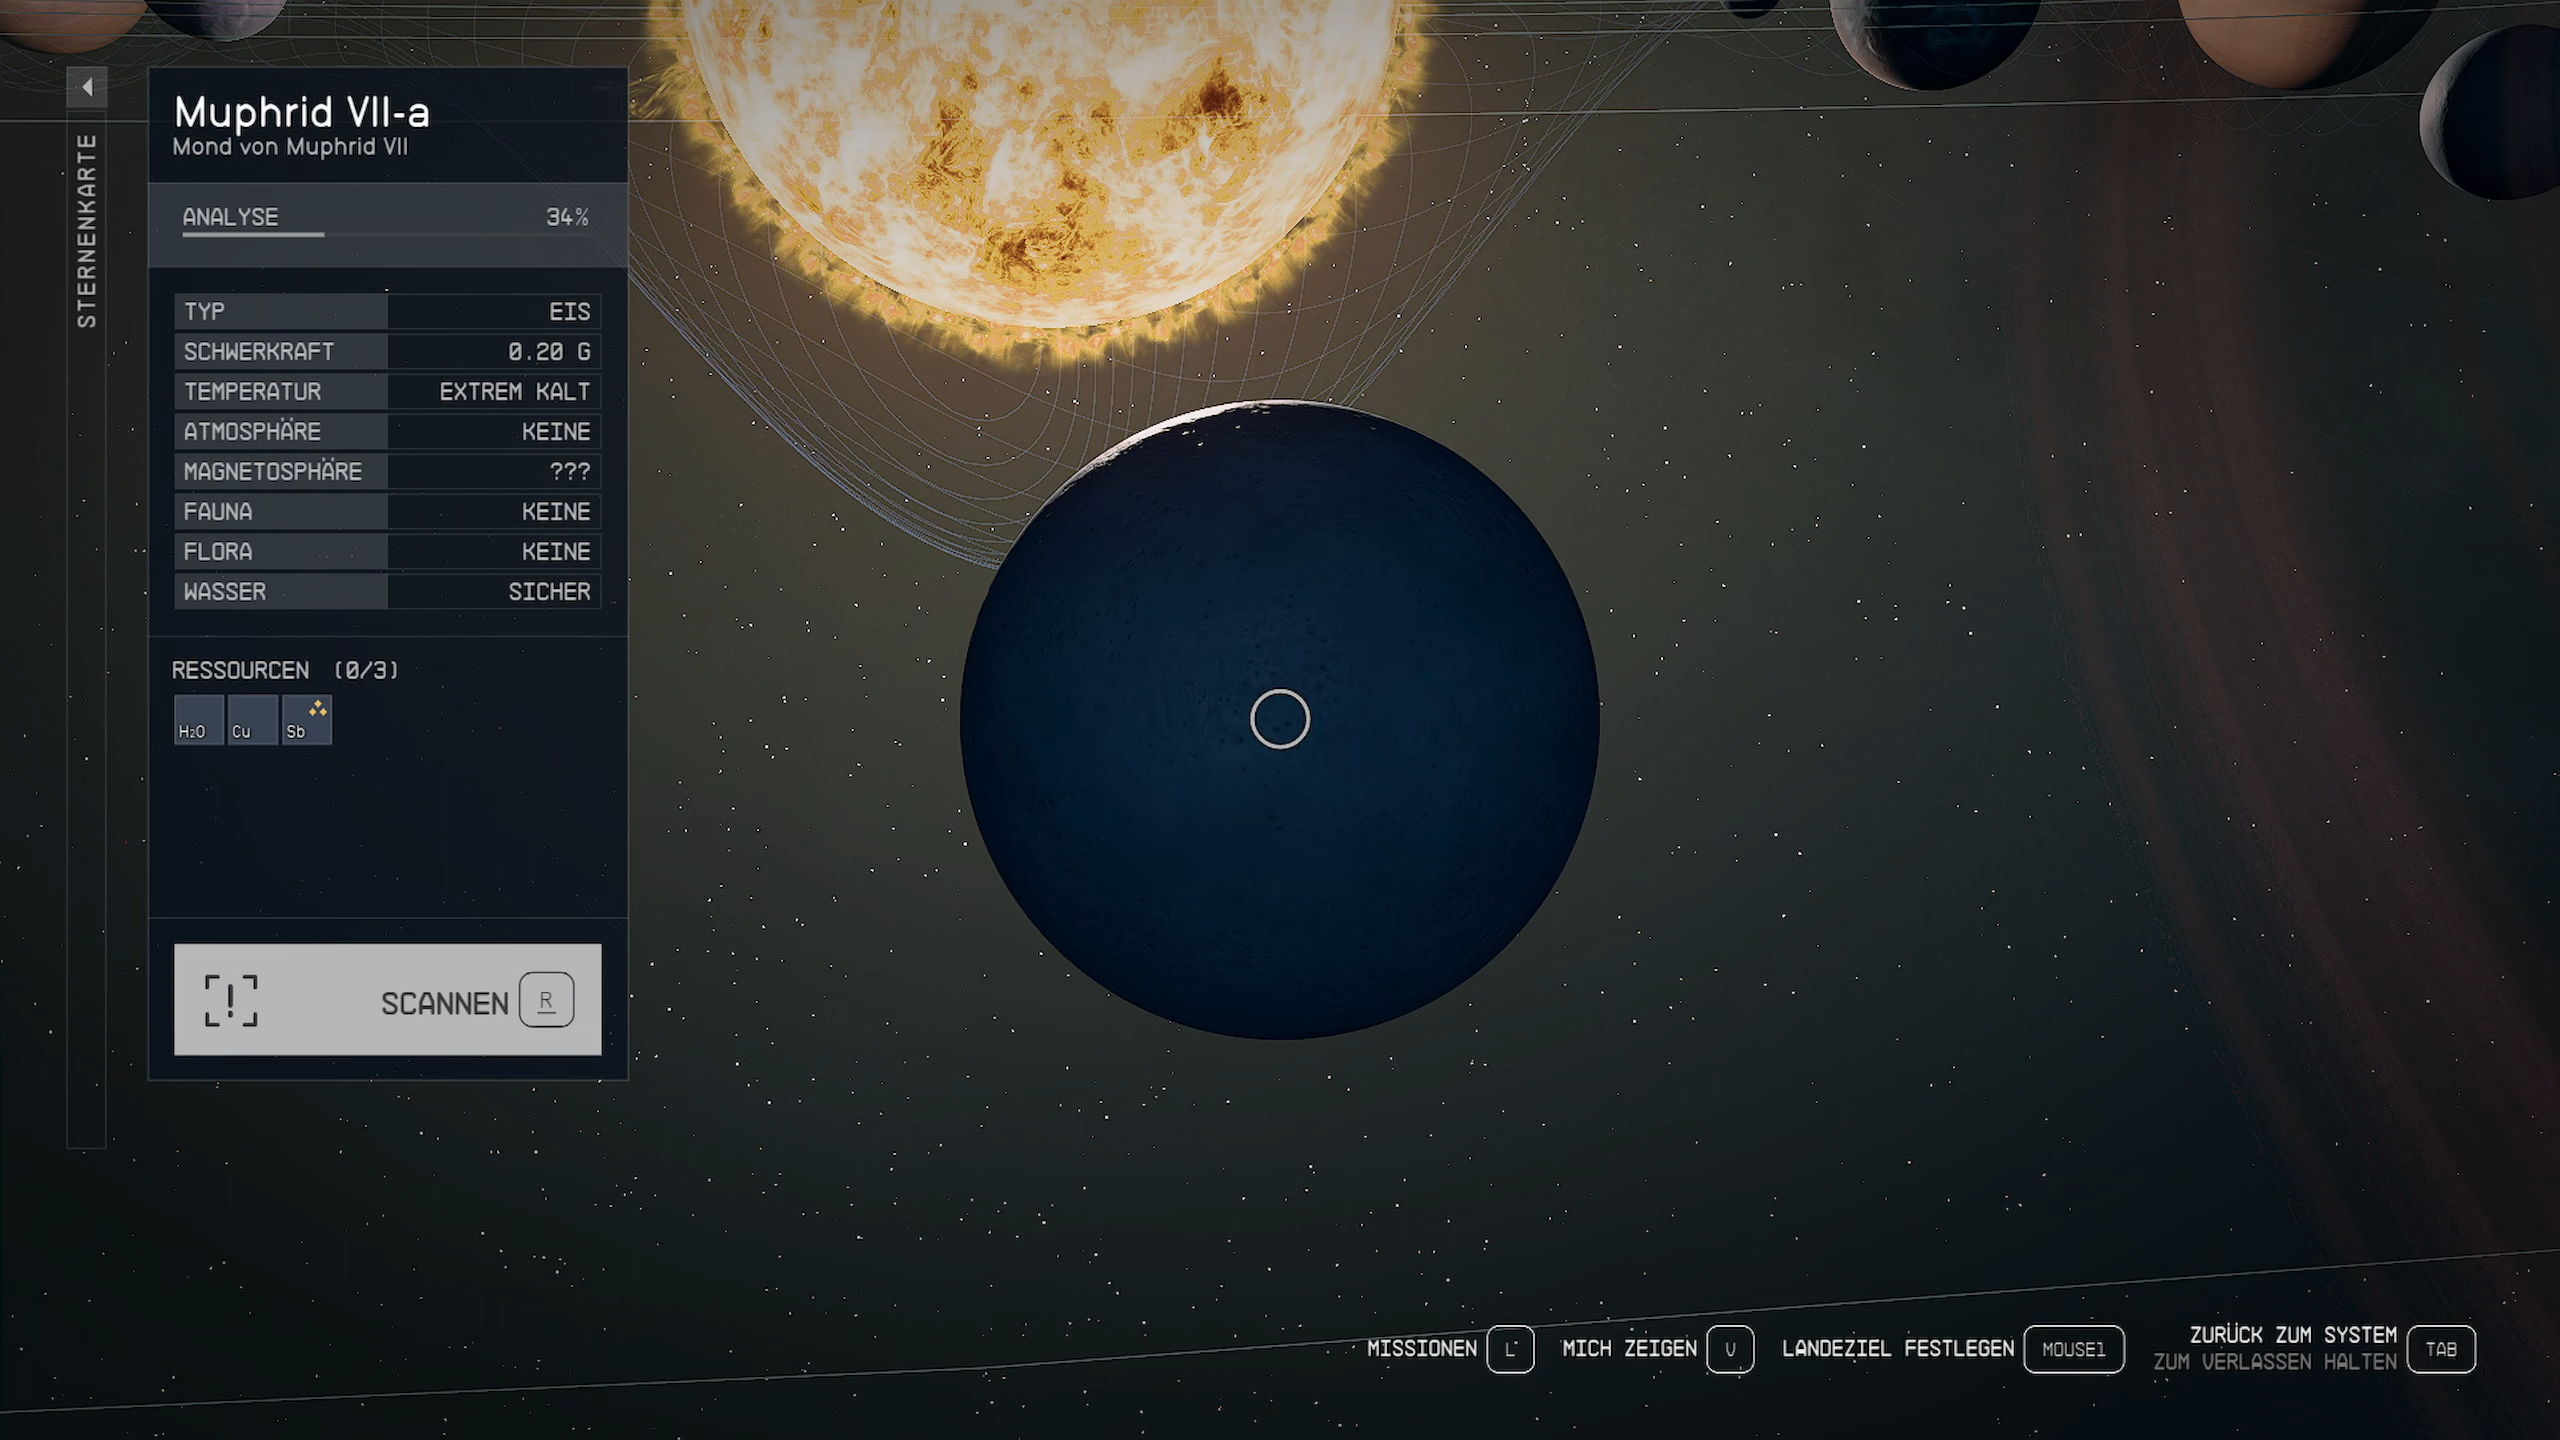 Muphrid VII-a
Mond von Muphrid VII
STERNENKARTE
ANALYSE 34%
TYP EIS
SCHWERKRAFT 0.20 G
TEMPERATUR EXTREM KALT
ATMOSPHÄRE KEINE
MAGNETOSPHÄRE ???
FAUNA KEINE
FLORA KEINE
WASSER SICHER
RESSOURCEN (0/3)
H₂O Cu Sb
SCANNEN R
MISSIONEN L MICH ZEIGEN V LANDEZIEL FESTLEGEN MOUSE1 ZURÜCK ZUM SYSTEM TAB
ZUM VERLASSEN HALTEN